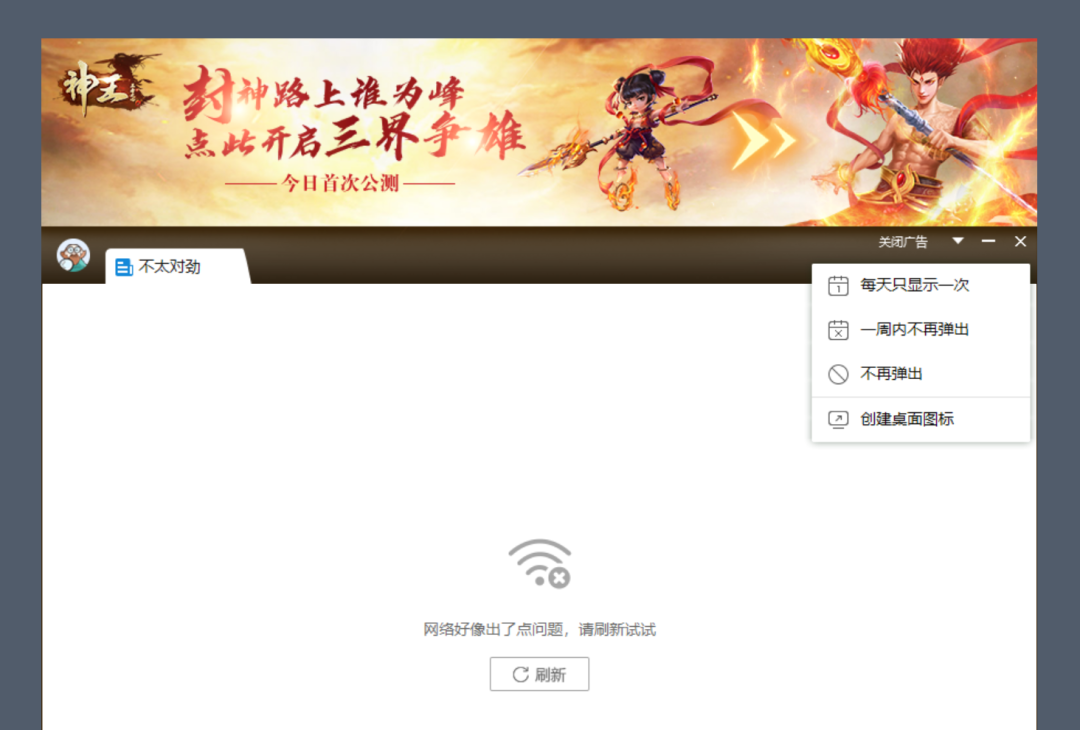 神王
封神路上谁为峰
点此开启三界争雄
今日首次公测
关闭广告
不太对劲
每天只显示一次
1
一周内不再弹出
不再弹出
创建桌面图标
网络好像出了点问题，请刷新试试
刷新